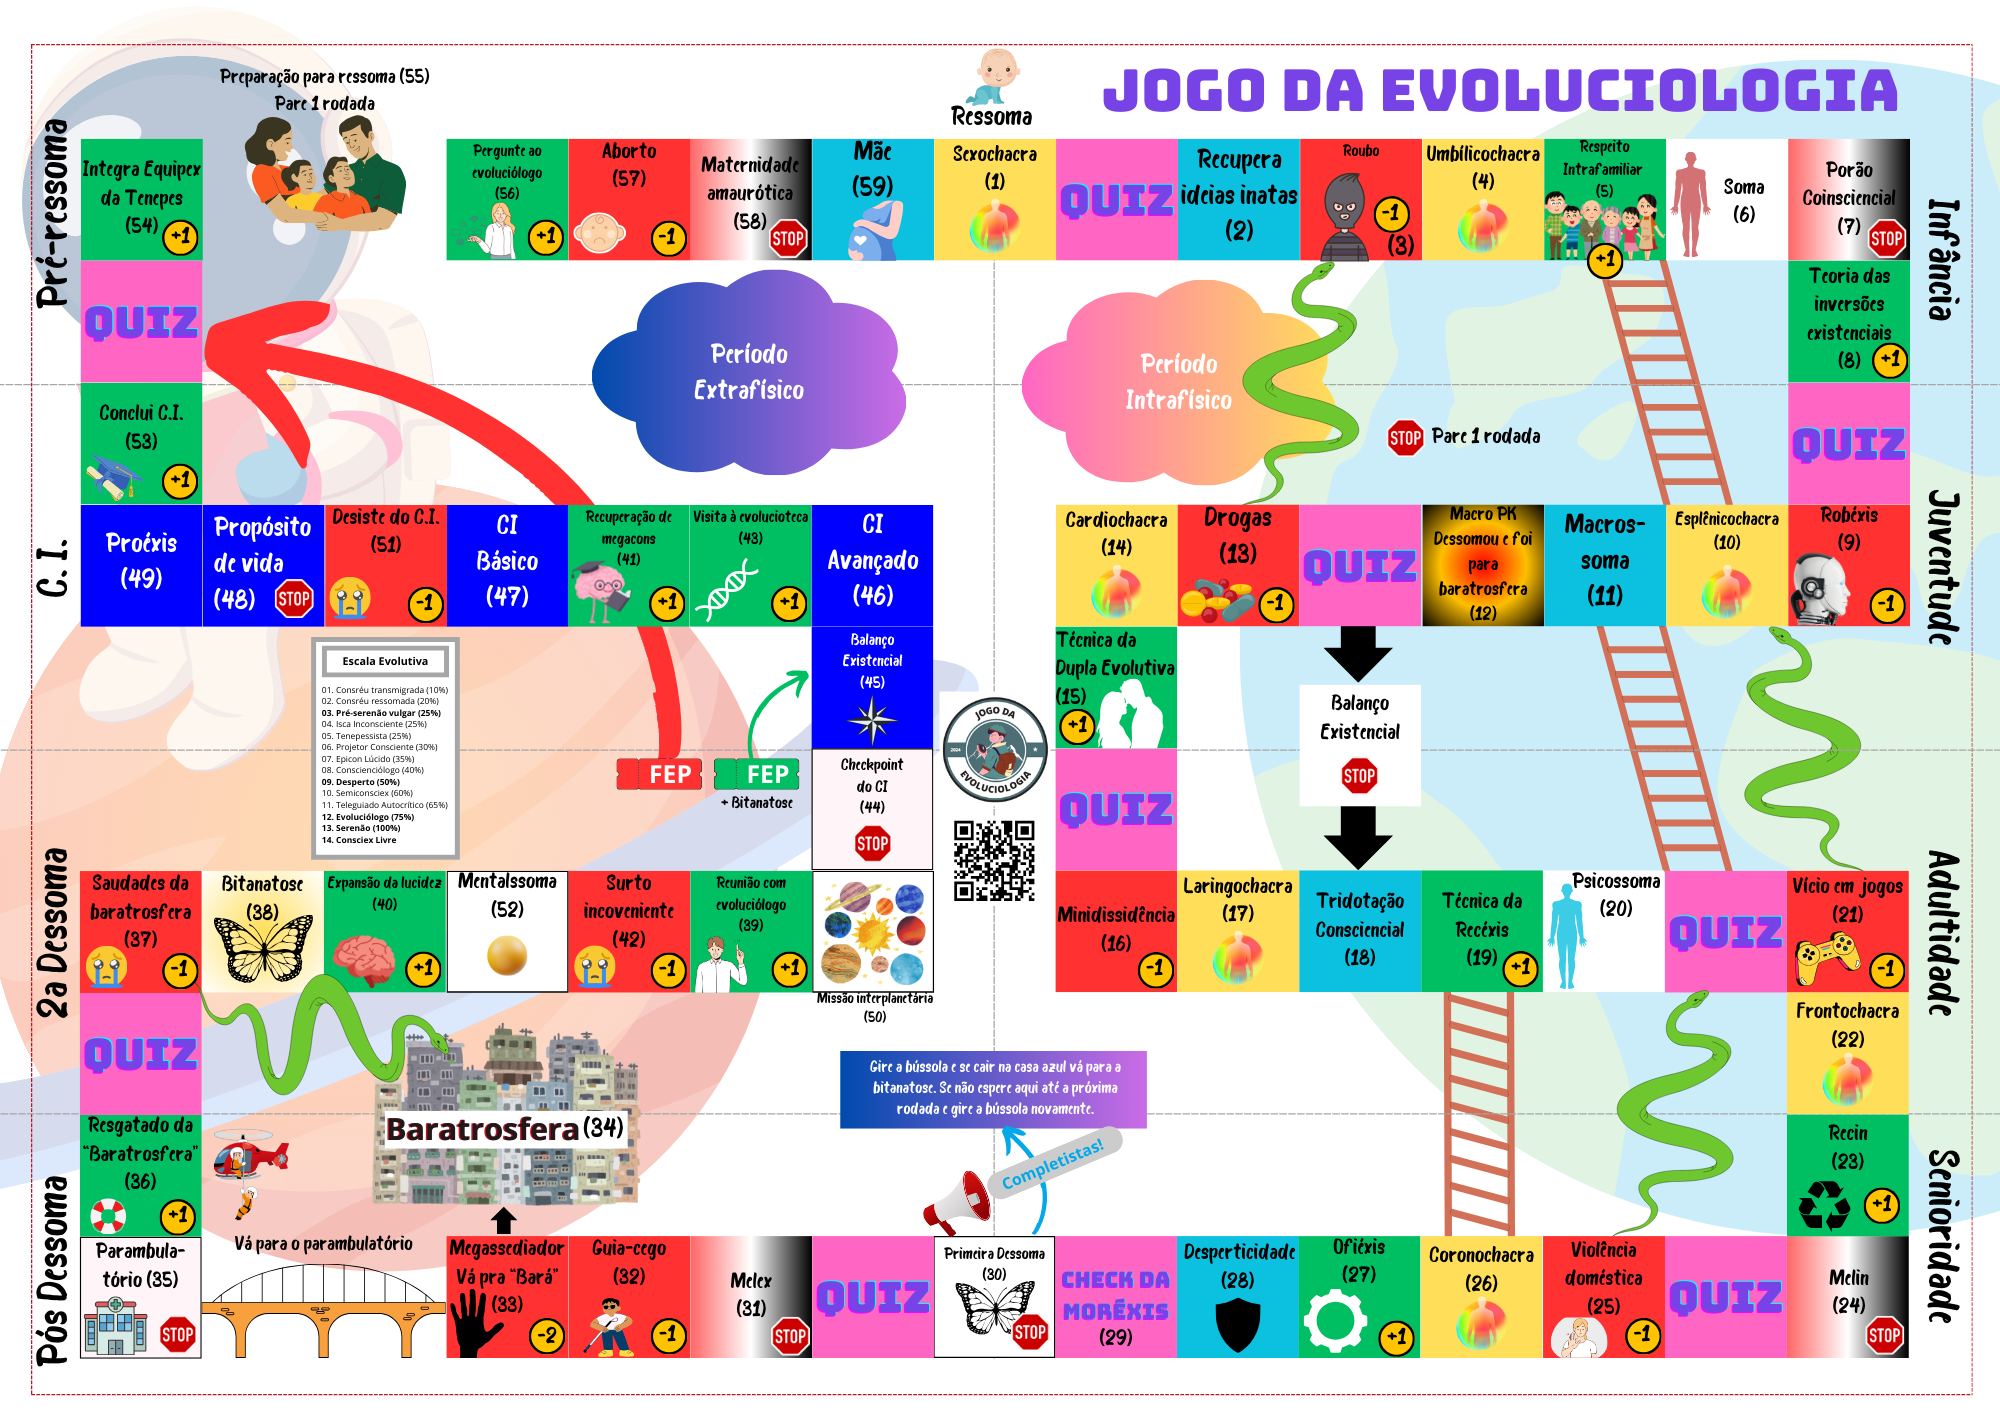 JOGO DA EVOLUCIOLOGIA
Ressoma
Preparação para ressoma (55)
Pare 1 rodada
Pré-ressoma
Integra Equipex
da Tenepes
(54)
+1
Pergunte ao
evoluciólogo
(56)
+1
Aborto
(57)
-1
Maternidade
amaurótica
(58)
STOP
Mãe
(59)
Sexochacra
(1)
QUIZ
Recupera
ideias inatas
(2)
Roubo
-1
(3)
Umbílicochacra
(4)
Respeito
Intrafamiliar
(5)
+1
Soma
(6)
Porão
Coinsciencial
(7)
STOP
Infância
QUIZ
Período
Extrafísico
Período
Intrafísico
STOP
Pare 1 rodada
Teoria das
inversões
existenciais
(8)
+1
QUIZ
Conclui C.I.
(53)
+1
C.I.
Proéxis
(49)
Propósito
de vida
(48)
STOP
Desiste do C.I.
(51)
-1
CI
Básico
(47)
Recuperação de
megacons
(41)
+1
Visita à evolucioteca
(43)
+1
CI
Avançado
(46)
Cardiochacra
(14)
Drogas
(13)
-1
QUIZ
Macro PK
Dessomou e foi
para
baratrosfera
(12)
Macros-
soma
(11)
Esplênicochacra
(10)
Robéxis
(9)
-1
Juventude
Escala Evolutiva
01. Consréu transmigrada (10%)
02. Consréu ressomada (20%)
03. Pré-serenão vulgar (25%)
04. Isca Inconsciente (25%)
05. Tenepessista (25%)
06. Projetor Consciente (30%)
07. Epicon Lúcido (35%)
08. Conscienciólogo (40%)
09. Desperto (50%)
10. Semiconsciex (60%)
11. Teleguiado Autocrítico (65%)
12. Evoluciólogo (75%)
13. Serenão (100%)
14. Consciex Livre
FEP
FEP
+ Bitanatose
Balanço
Existencial
(45)
Checkpoint
do CI
(44)
STOP
JOGO DA
2024
EVOLUCIOLOGIA
Técnica da
Dupla Evolutiva
(15)
+1
QUIZ
Balanço
Existencial
STOP
2a Dessoma
Saudades da
baratrosfera
(37)
-1
Bitanatose
(38)
Expansão da lucidez
(40)
+1
Mentalssoma
(52)
Surto
incoveniente
(42)
-1
Reunião com
evoluciólogo
(39)
+1
Missão interplanetária
(50)
Minidissidência
(16)
-1
Laringochacra
(17)
Tridotação
Consciencial
(18)
Técnica da
Recéxis
(19)
+1
Psicossoma
(20)
QUIZ
Vício em jogos
(21)
-1
Adultidade
QUIZ
Baratrosfera (34)
Gire a bússola e se cair na casa azul vá para a
bitanatose. Se não espere aqui até a próxima
rodada e gire a bússola novamente.
Completistas!
Frontochacra
(22)
Resgatado da
"Baratrosfera"
(36)
+1
Recin
(23)
+1
Pós Dessoma
Parambula-
tório (35)
STOP
Vá para o parambulatório
Megassediador
Vá pra "Bará"
(33)
-2
Guia-cego
(32)
-1
Melex
(31)
STOP
QUIZ
Primeira Dessoma
(30)
STOP
CHECK DA
MORÉXIS
(29)
Desperticidade
(28)
Ofiéxis
(27)
+1
Coronochacra
(26)
Violência
doméstica
(25)
-1
QUIZ
Melin
(24)
STOP
Senioridade